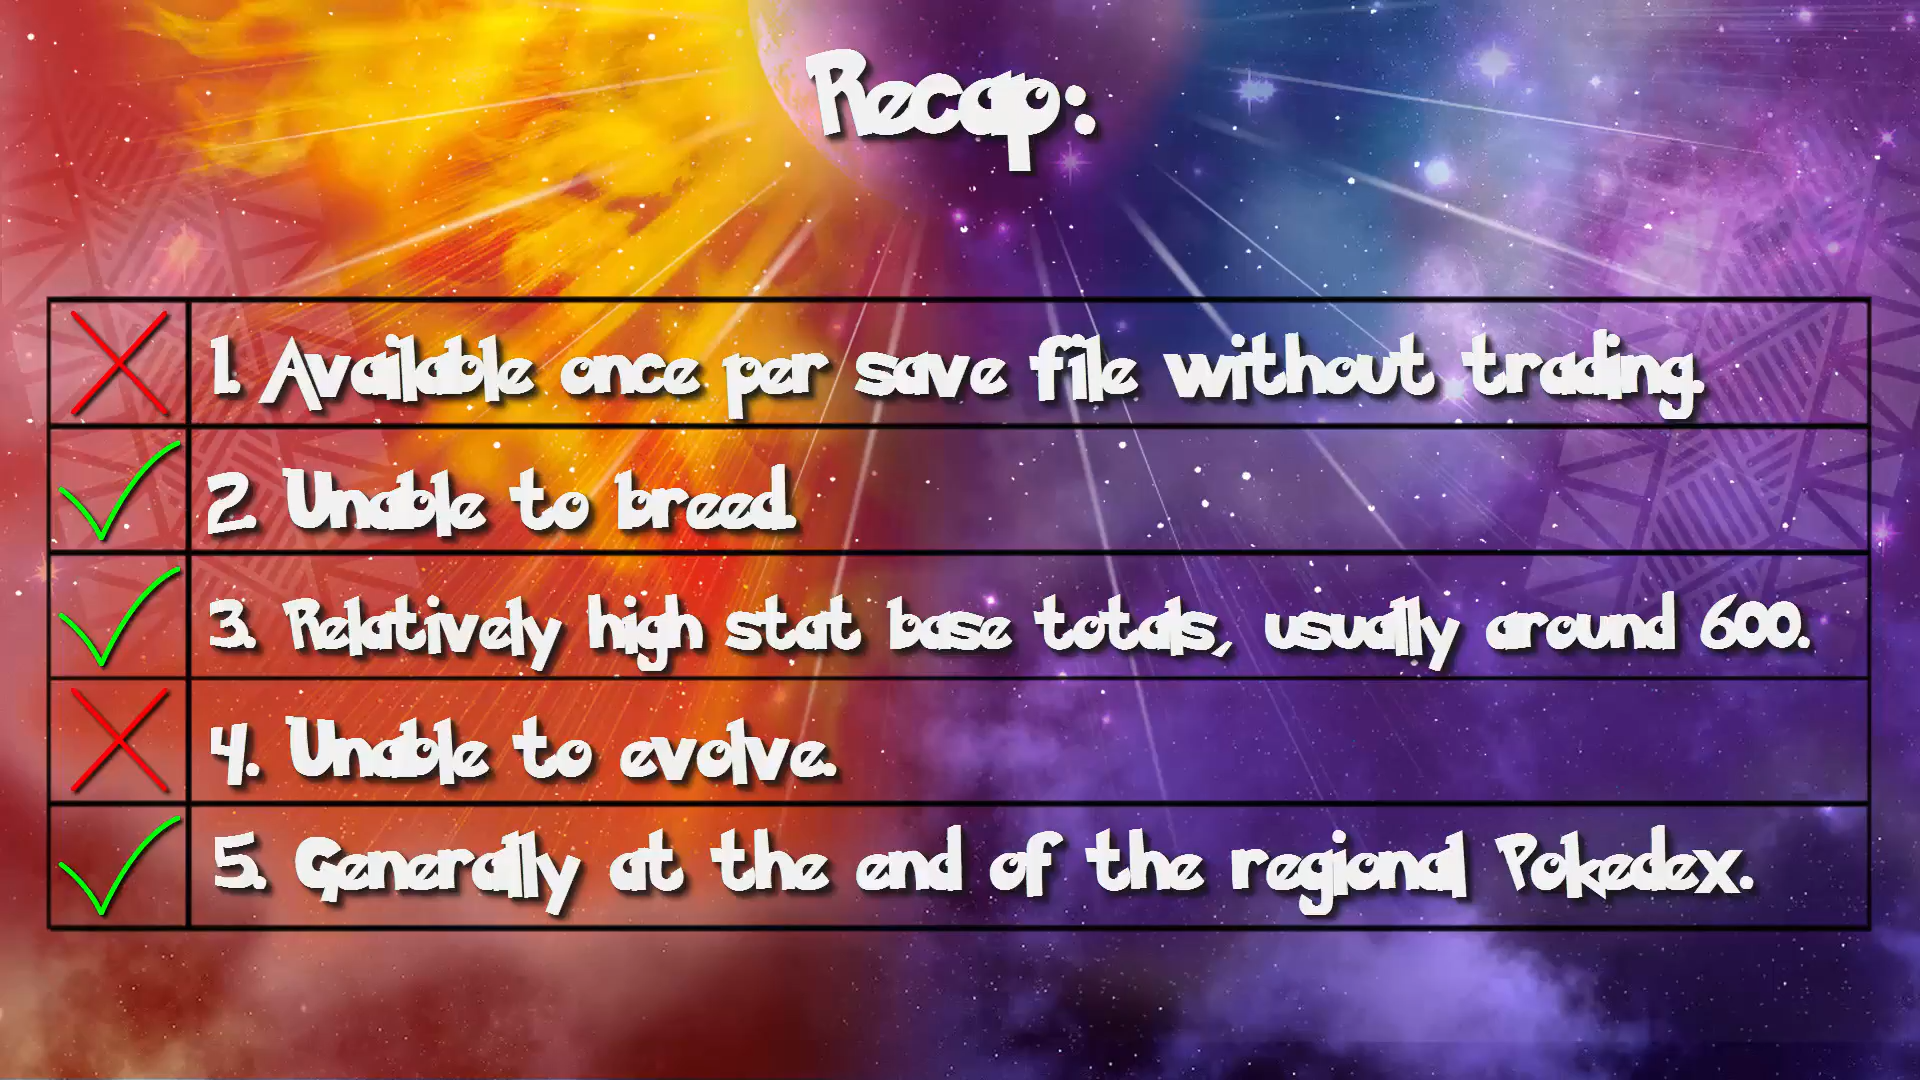 Recap:
1. Available once per save file without trading.
2. Unable to breed.
3. Relatively high stat base totals, usually around 600.
4. Unable to evolve.
5. Generally at the end of the regional Pokedex.